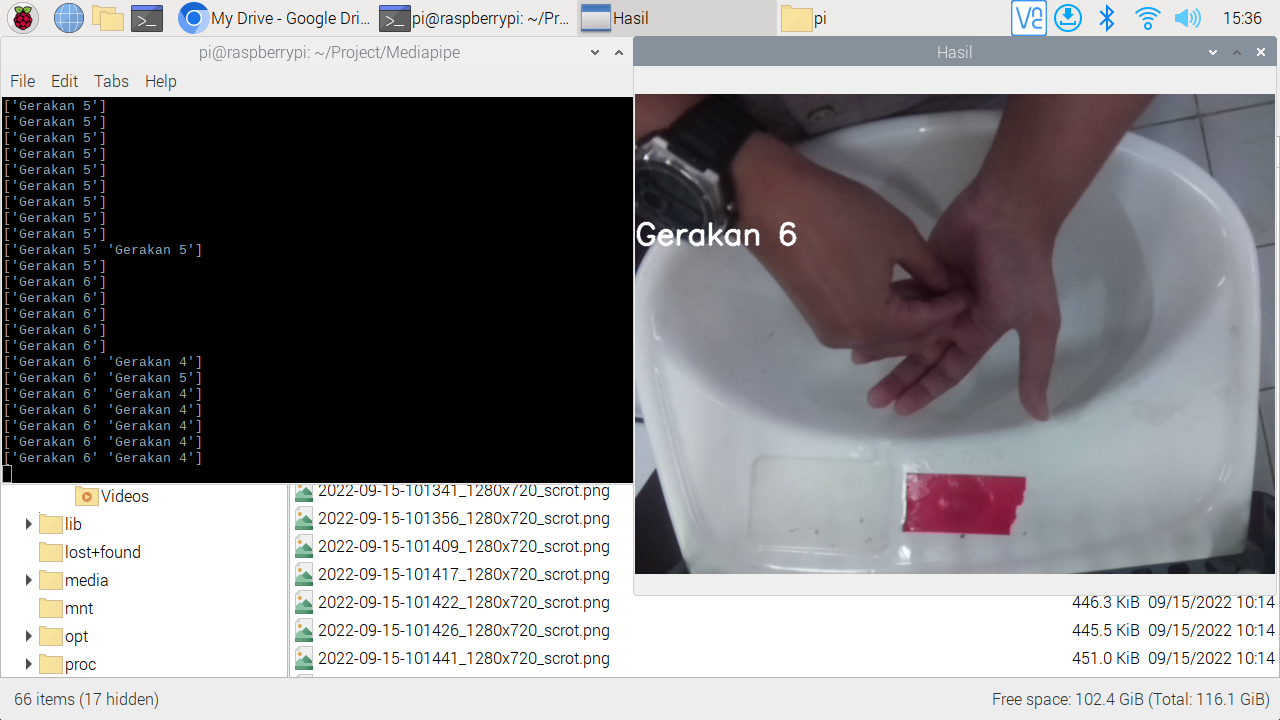 My Drive - Google Dri...
pi@raspberrypi: ~/Pr...
Hasil
pi
15:36
pi@raspberrypi: ~/Project/Mediapipe
File Edit Tabs Help
['Gerakan 5']
['Gerakan 5']
['Gerakan 5']
['Gerakan 5']
['Gerakan 5']
['Gerakan 5']
['Gerakan 5']
['Gerakan 5']
['Gerakan 5']
['Gerakan 5' 'Gerakan 5']
['Gerakan 5']
['Gerakan 6']
['Gerakan 6']
['Gerakan 6']
['Gerakan 6']
['Gerakan 6']
['Gerakan 6' 'Gerakan 4']
['Gerakan 6' 'Gerakan 5']
['Gerakan 6' 'Gerakan 4']
['Gerakan 6' 'Gerakan 4']
['Gerakan 6' 'Gerakan 4']
['Gerakan 6' 'Gerakan 4']
['Gerakan 6' 'Gerakan 4']
Hasil
Gerakan 6
Videos
lib
lost+found
media
mnt
opt
proc
2022-09-15-101341_1280x720_scrot.png
2022-09-15-101356_1280x720_scrot.png
2022-09-15-101409_1280x720_scrot.png
2022-09-15-101417_1280x720_scrot.png
2022-09-15-101422_1280x720_scrot.png 446.3 KiB 09/15/2022 10:14
2022-09-15-101426_1280x720_scrot.png 445.5 KiB 09/15/2022 10:14
2022-09-15-101441_1280x720_scrot.png 451.0 KiB 09/15/2022 10:14
66 items (17 hidden)
Free space: 102.4 GiB (Total: 116.1 GiB)